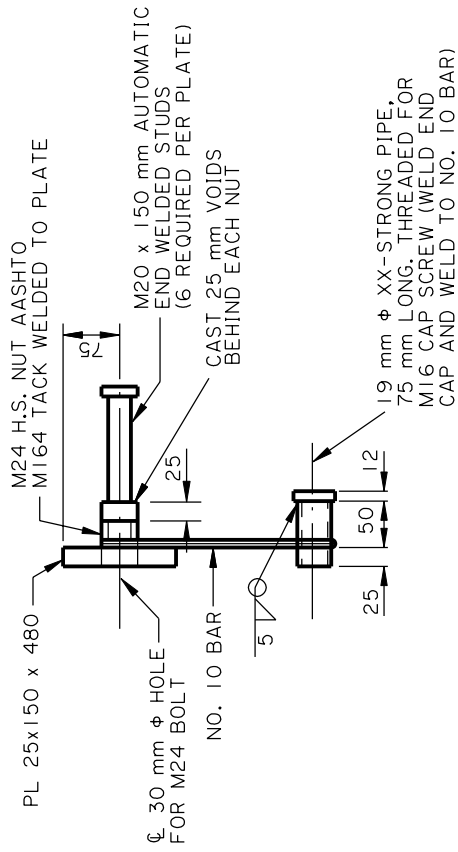 PL 25x150 x 480
M24 H.S. NUT AASHTO
M164 TACK WELDED TO PLATE
75
M20 x 150 mm AUTOMATIC
END WELDED STUDS
(6 REQUIRED PER PLATE)
CAST 25 mm VOIDS
BEHIND EACH NUT
25
℄ 30 mm ϕ HOLE
FOR M24 BOLT
NO. 10 BAR
5
25
50
12
19 mm ϕ XX-STRONG PIPE,
75 mm LONG. THREADED FOR
M16 CAP SCREW (WELD END
CAP AND WELD TO NO. 10 BAR)